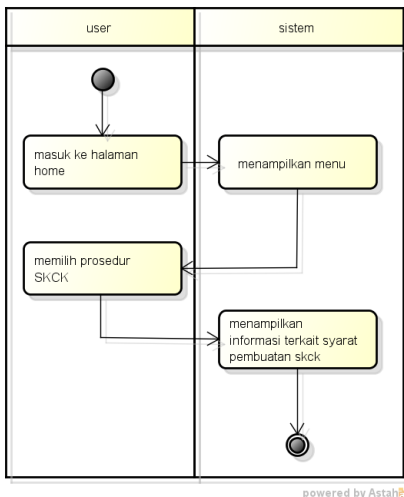 user
sistem
masuk ke halaman
home
menampilkan menu
memilih prosedur
SKCK
menampilkan
informasi terkait syarat
pembuatan skck
powered by Astah